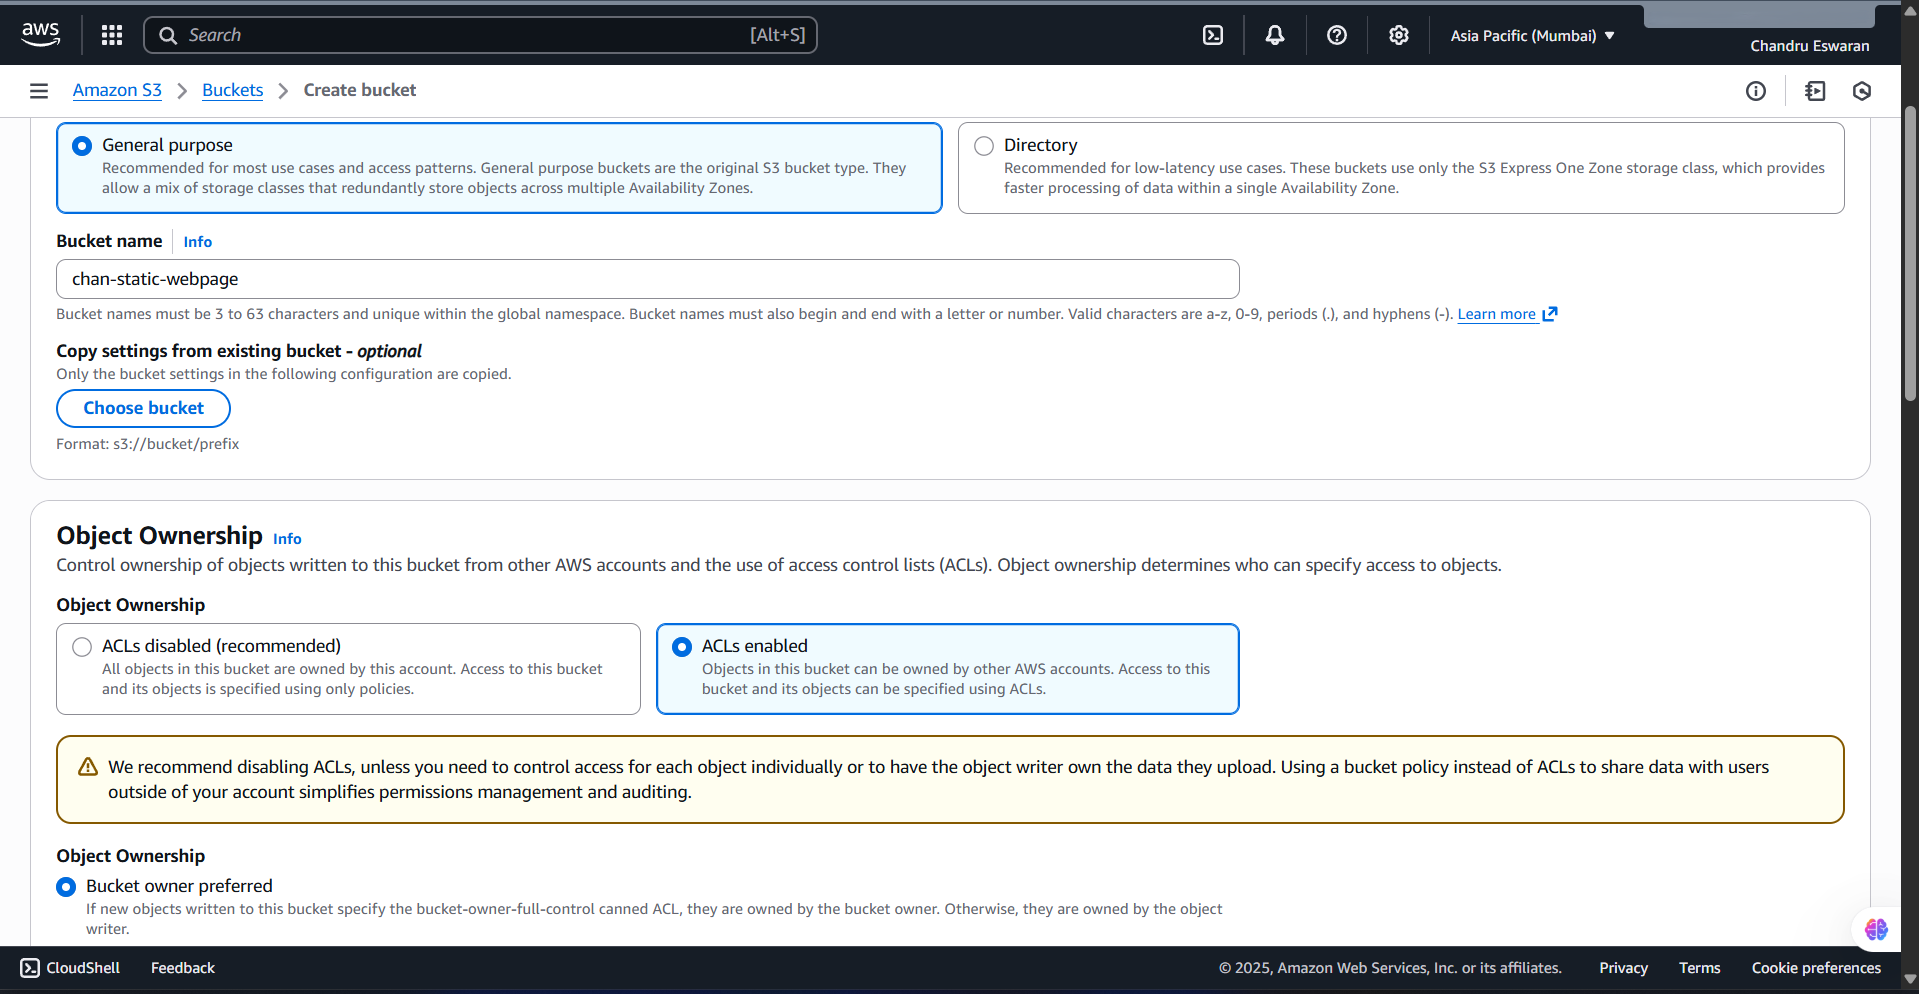 aws
Search
[Alt+S]
Asia Pacific (Mumbai)
Chandru Eswaran
Amazon S3
Buckets
Create bucket
General purpose
Recommended for most use cases and access patterns. General purpose buckets are the original S3 bucket type. They
allow a mix of storage classes that redundantly store objects across multiple Availability Zones.
Directory
Recommended for low-latency use cases. These buckets use only the S3 Express One Zone storage class, which provides
faster processing of data within a single Availability Zone.
Bucket name
Info
chan-static-webpage
Bucket names must be 3 to 63 characters and unique within the global namespace. Bucket names must also begin and end with a letter or number. Valid characters are a-z, 0-9, periods (.), and hyphens (-). Learn more
Copy settings from existing bucket - optional
Only the bucket settings in the following configuration are copied.
Choose bucket
Format: s3://bucket/prefix
Object Ownership
Info
Control ownership of objects written to this bucket from other AWS accounts and the use of access control lists (ACLs). Object ownership determines who can specify access to objects.
Object Ownership
ACLs disabled (recommended)
All objects in this bucket are owned by this account. Access to this bucket
and its objects is specified using only policies.
ACLs enabled
Objects in this bucket can be owned by other AWS accounts. Access to this
bucket and its objects can be specified using ACLs.
We recommend disabling ACLs, unless you need to control access for each object individually or to have the object writer own the data they upload. Using a bucket policy instead of ACLs to share data with users
outside of your account simplifies permissions management and auditing.
Object Ownership
Bucket owner preferred
If new objects written to this bucket specify the bucket-owner-full-control canned ACL, they are owned by the bucket owner. Otherwise, they are owned by the object
writer.
CloudShell
Feedback
© 2025, Amazon Web Services, Inc. or its affiliates.
Privacy
Terms
Cookie preferences